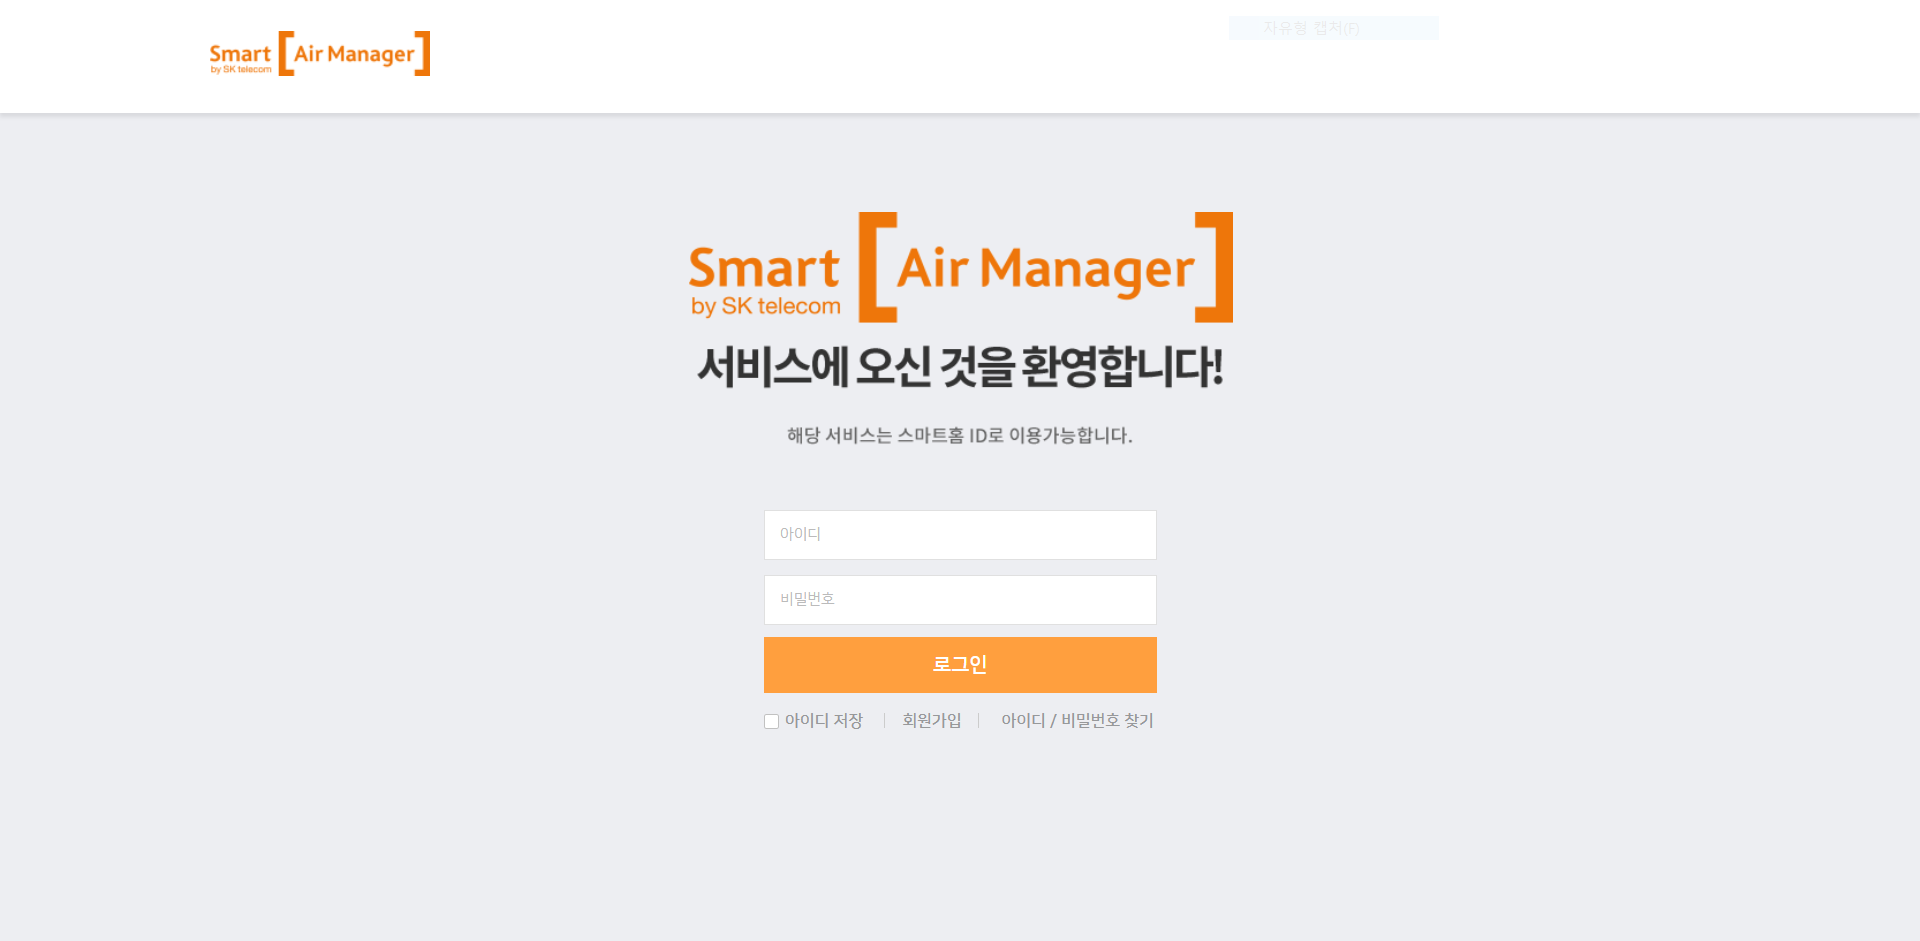 자유형 캡저(F)
Smart [Air Manager]
by SK telecom
Smart [Air Manager]
by SK telecom
서비스에 오신 것을 환영합니다!
해당 서비스는 스마트홈 ID로 이용가능합니다.
아이디
비밀번호
로그인
아이디 저장 | 회원가입 | 아이디 / 비밀번호 찾기